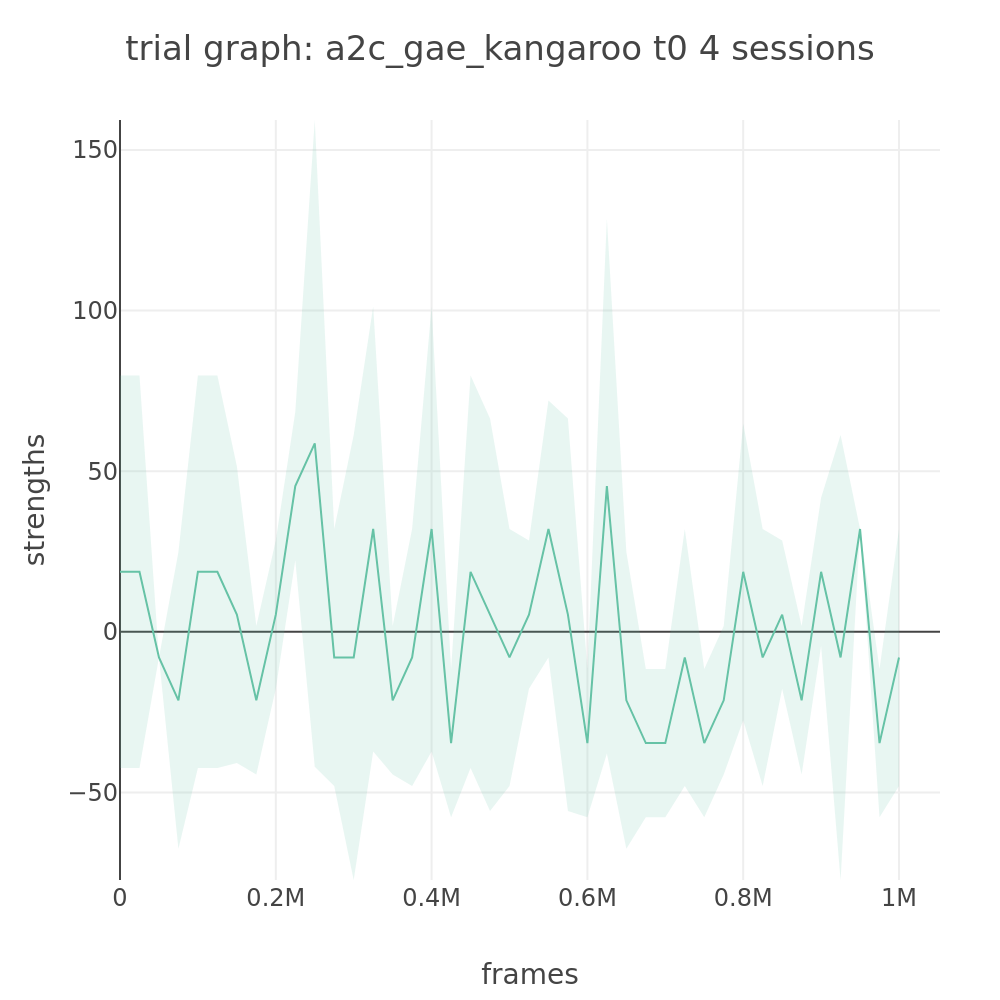 trial graph: a2c_gae_kangaroo t0 4 sessions
150
100
50
0
−50
strengths
0
0.2M
0.4M
0.6M
0.8M
1M
frames